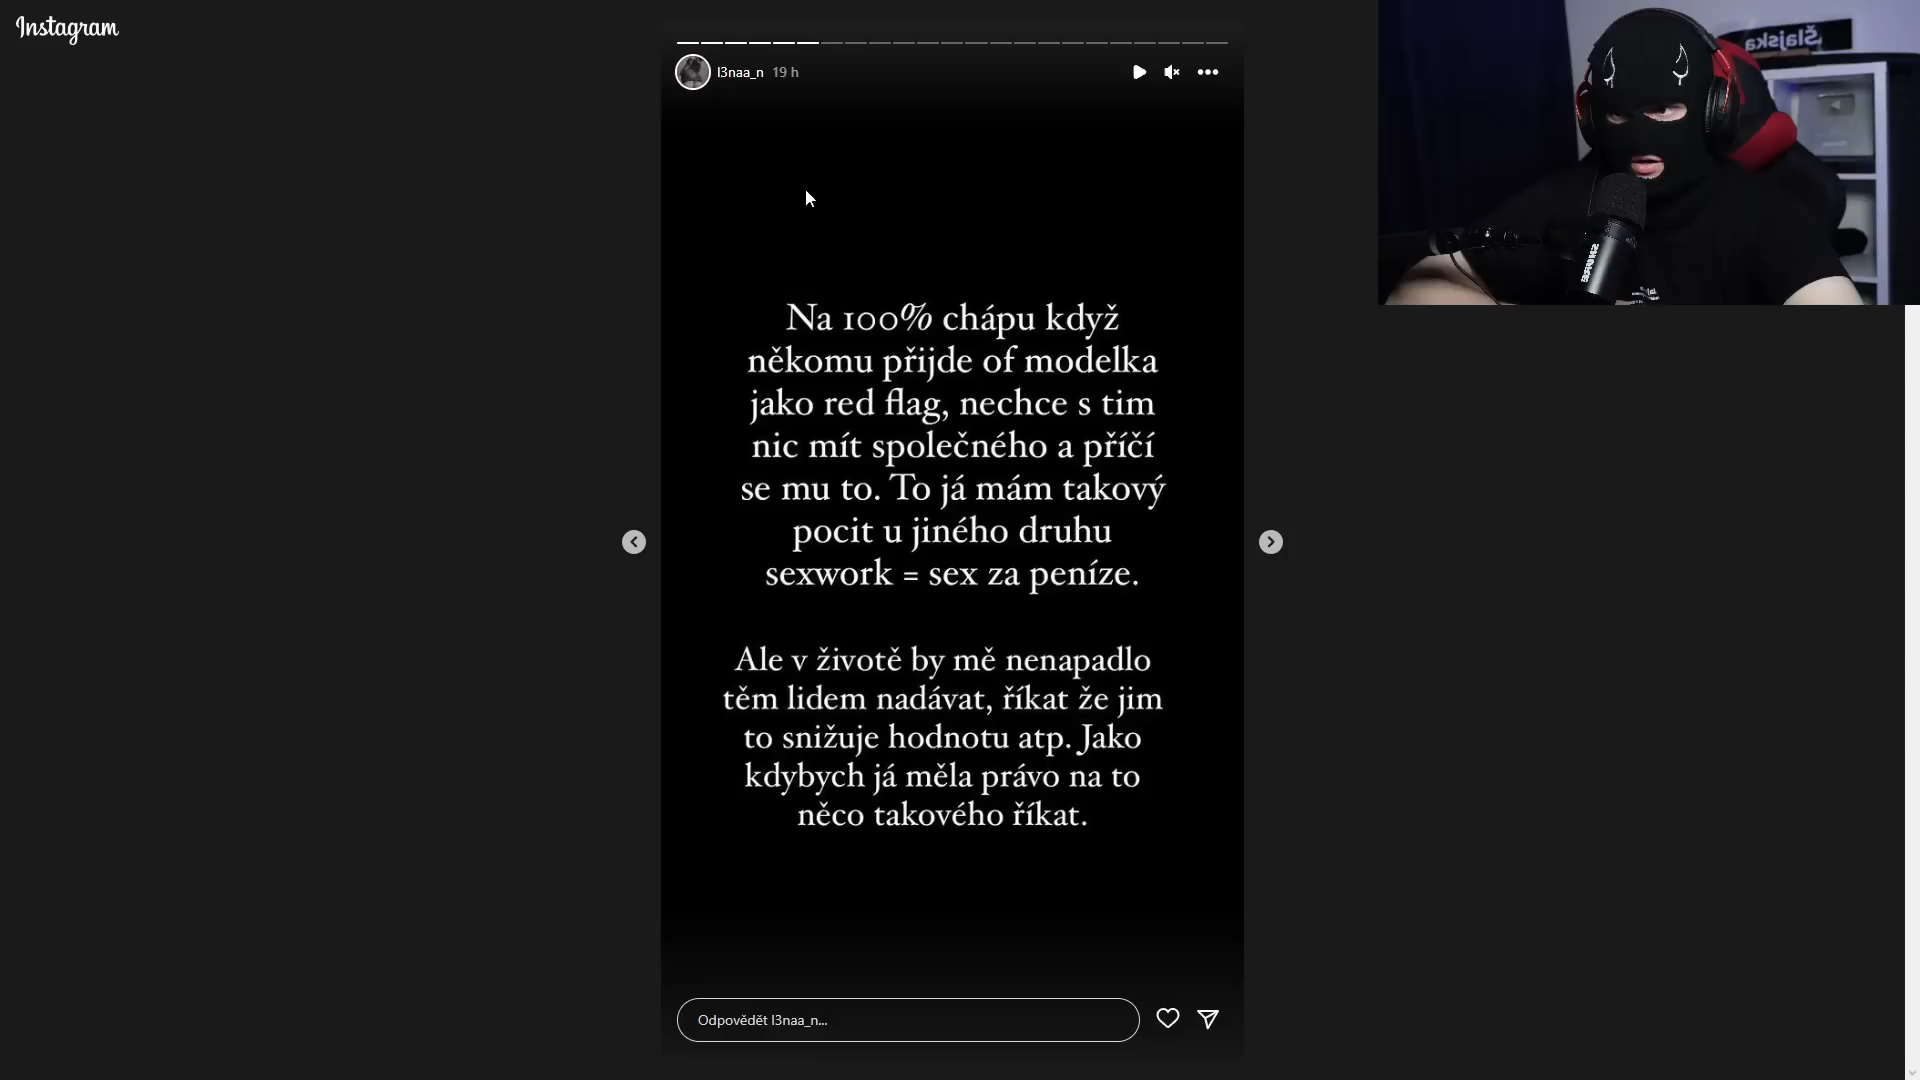 Instagram
l3naa_n 19 h
Šlajska
Na 100% chápu když
někomu přijde of modelka
jako red flag, nechce s tim
nic mít společného a příčí
se mu to. To já mám takový
pocit u jiného druhu
sexwork = sex za peníze.
Ale v životě by mě nenapadlo
těm lidem nadávat, říkat že jim
to snižuje hodnotu atp. Jako
kdybych já měla právo na to
něco takového říkat.
Odpovědět l3naa_n...